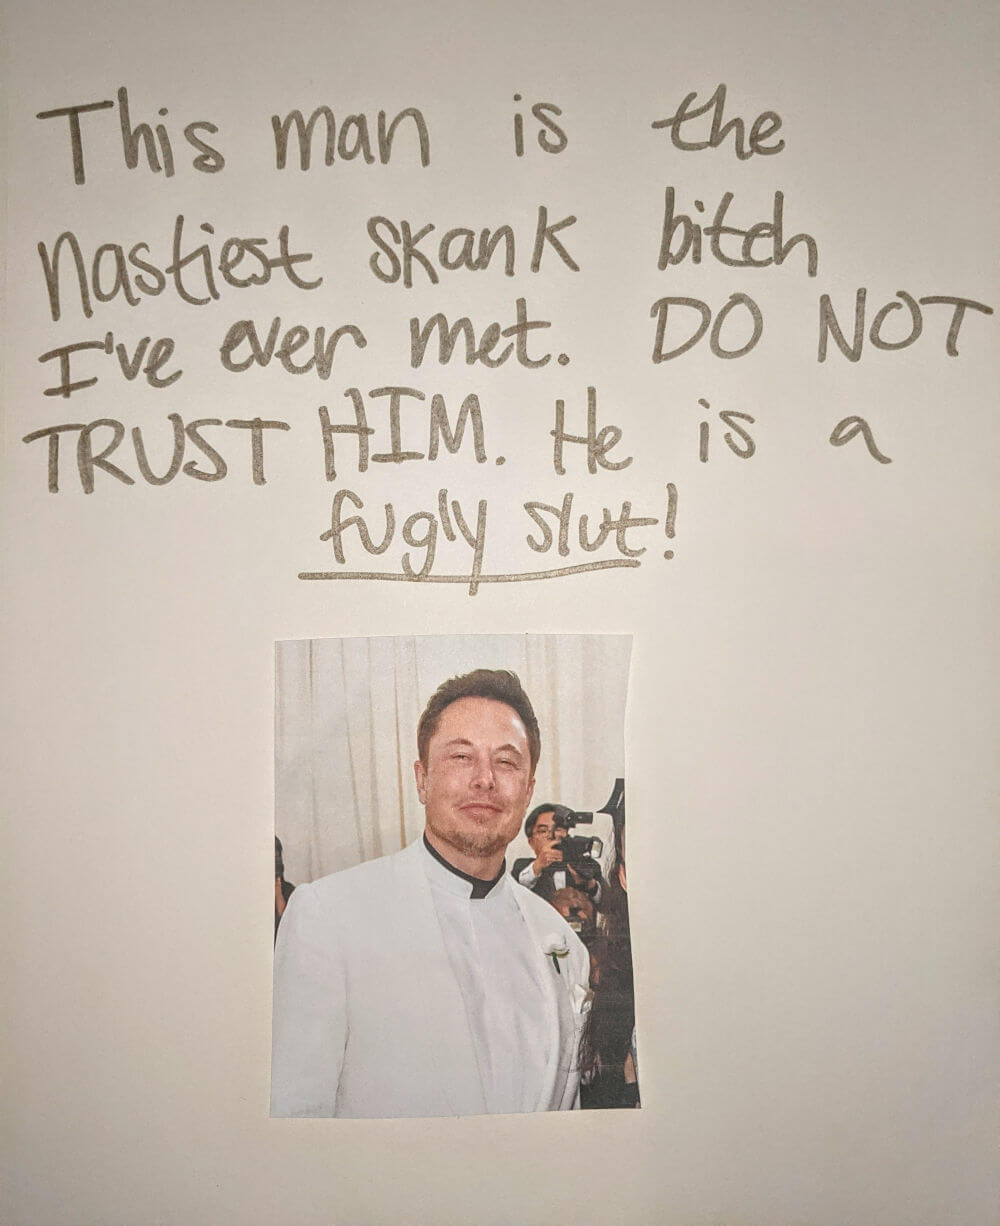 This man is the
nastiest skank bitch
I've ever met. DO NOT
TRUST HIM. He is a
fugly slut!